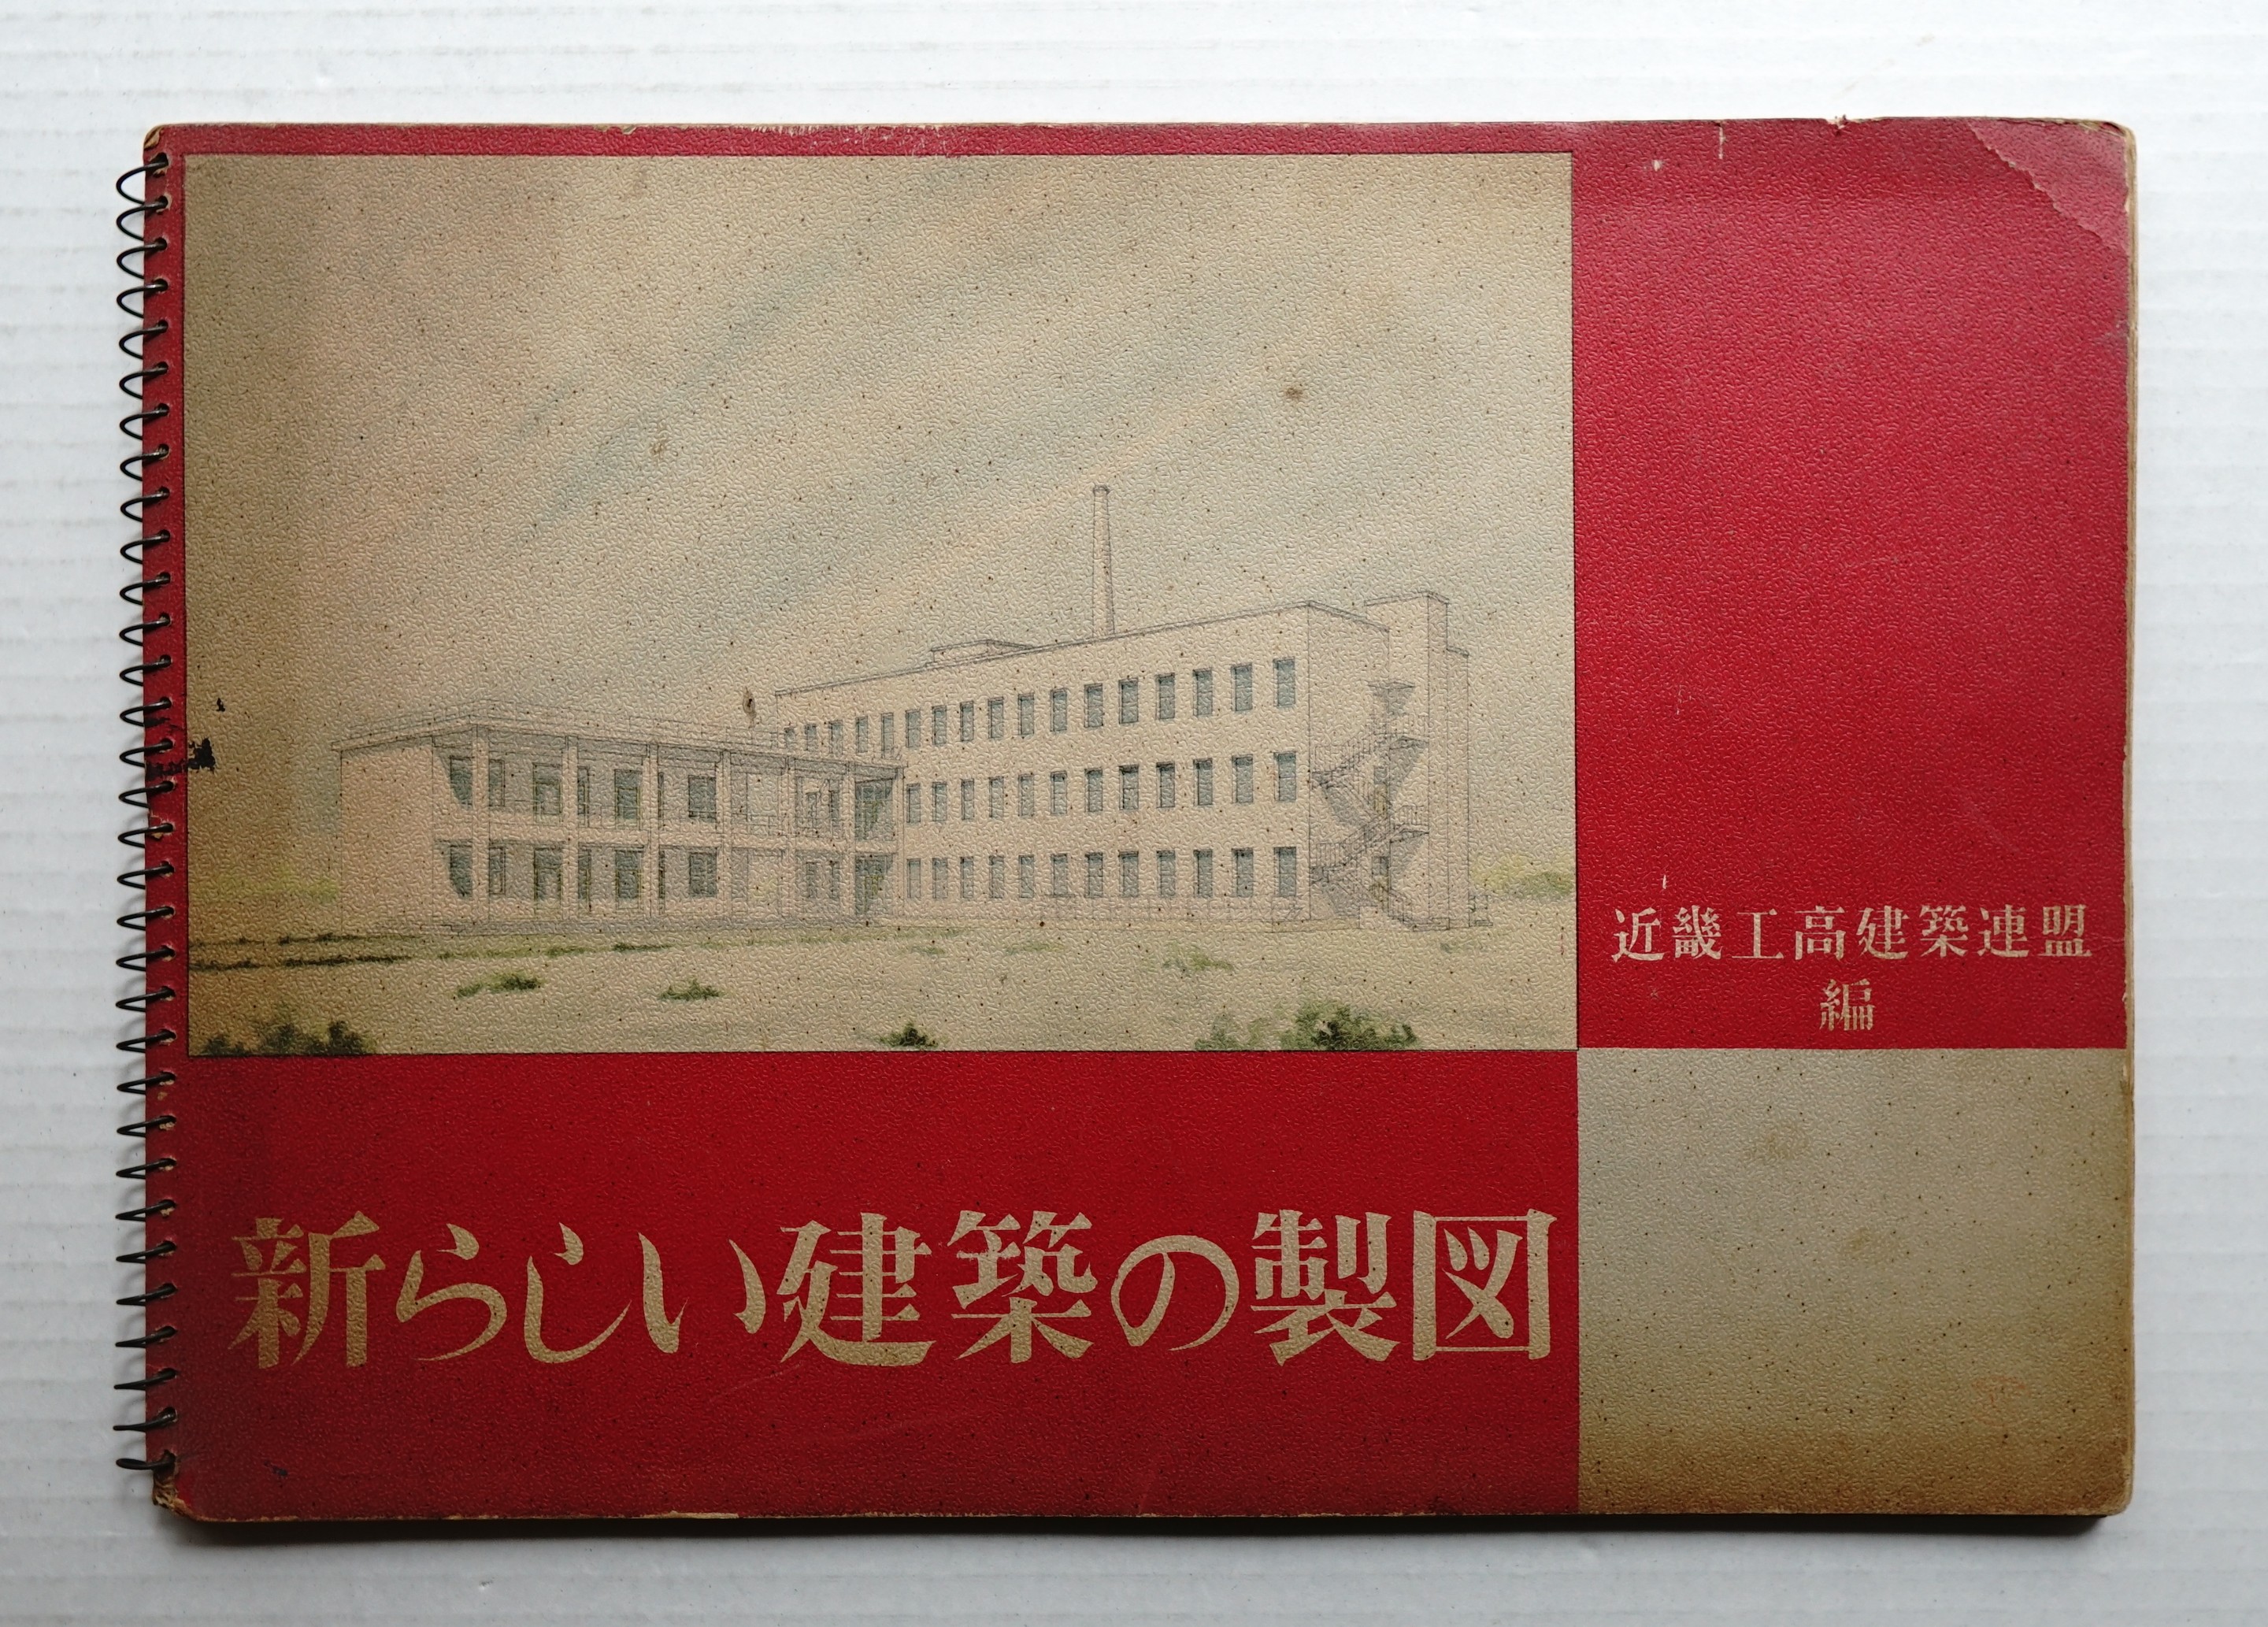 近畿工高建築連盟
編
新らしい建築の製図